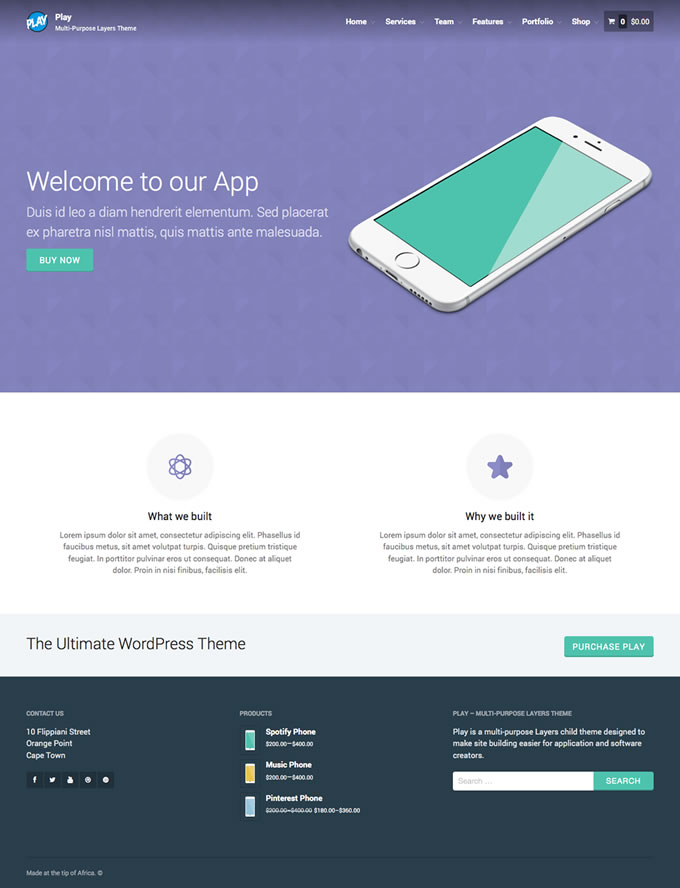 PLAY
Play
Multi-Purpose Layers Theme
Home Services Team Features Portfolio Shop 0 $0.00
Welcome to our App
Duis id leo a diam hendrerit elementum. Sed placerat
ex pharetra nisl mattis, quis mattis ante malesuada.
BUY NOW
What we built
Lorem ipsum dolor sit amet, consectetur adipiscing elit. Phasellus id
faucibus metus, sit amet volutpat turpis. Quisque pretium tristique
feugiat. In porttitor pulvinar eros ut consequat. Donec at aliquet
dolor. Proin in nisi finibus, facilisis elit.
Why we built it
Lorem ipsum dolor sit amet, consectetur adipiscing elit. Phasellus id
faucibus metus, sit amet volutpat turpis. Quisque pretium tristique
feugiat. In porttitor pulvinar eros ut consequat. Donec at aliquet
dolor. Proin in nisi finibus, facilisis elit.
The Ultimate WordPress Theme
PURCHASE PLAY
CONTACT US
10 Flippiani Street
Orange Point
Cape Town
PRODUCTS
Spotify Phone
$200.00–$400.00
Music Phone
$200.00–$400.00
Pinterest Phone
$200.00–$400.00 $180.00–$360.00
PLAY – MULTI-PURPOSE LAYERS THEME
Play is a multi-purpose Layers child theme designed to
make site building easier for application and software
creators.
Search ...
SEARCH
Made at the tip of Africa. ©